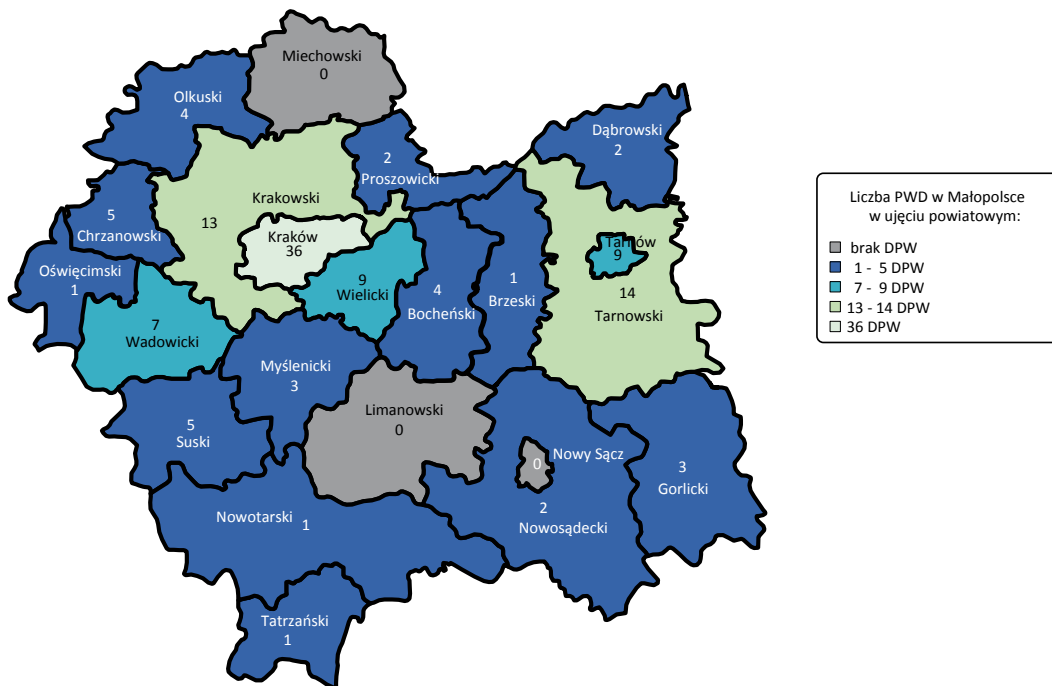 Miechowski
0
Olkuski
4
Dąbrowski
2
2
Proszowicki
Krakowski
13
5
Chrzanowski
Kraków
36
Tarnów
9
Oświęcimski
1
9
Wielicki
4
Bocheński
1
Brzeski
14
Tarnowski
7
Wadowicki
Myślenicki
3
Limanowski
0
5
Suski
Nowy Sącz
0
3
Gorlicki
2
Nowosądecki
Nowotarski
1
Tatrzański
1
Liczba PWD w Małopolsce
w ujęciu powiatowym:
brak DPW
1 - 5 DPW
7 - 9 DPW
13 - 14 DPW
36 DPW